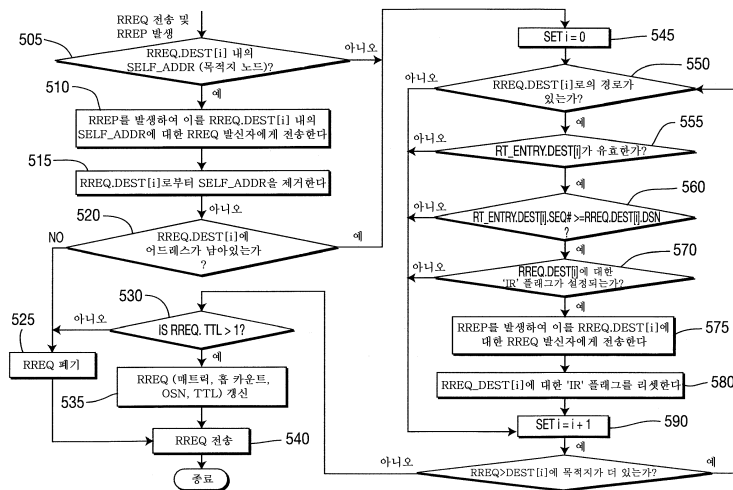 RREQ 전송 및
RREP 발생
505
RREQ.DEST[i] 내의
SELF_ADDR (목적지 노드)?
아니오
예
510
RREP를 발생하여 이를 RREQ.DEST[i] 내의
SELF_ADDR에 대한 RREQ 발신자에게 전송한다
515
RREQ.DEST[i]로부터 SELF_ADDR을 제거한다
아니오
520
RREQ.DEST[i]에
어드레스가 남아있는가
?
NO
예
530
IS RREQ. TTL > 1?
아니오
예
525
RREQ 폐기
RREQ (매트릭, 홉 카운트,
OSN, TTL) 갱신
535
RREQ 전송
540
종료
SET i = 0
545
550
RREQ.DEST[i]로의 경로가
있는가?
아니오
예
555
RT_ENTRY.DEST[i]가 유효한가?
아니오
예
560
RT_ENTRY.DEST[i].SEQ# >=RREQ.DEST[i].DSN
?
아니오
예
570
RREQ.DEST[i]에 대한
'IR' 플래그가 설정되는가?
아니오
예
RREP를 발생하여 이를 RREQ.DEST[i]에
대한 RREQ 발신자에게 전송한다
575
RREQ_DEST[i]에 대한 'IR' 플래그를 리셋한다
580
SET i = i + 1
590
예
RREQ>DEST[i]에 목적지가 더 있는가?
아니오
예